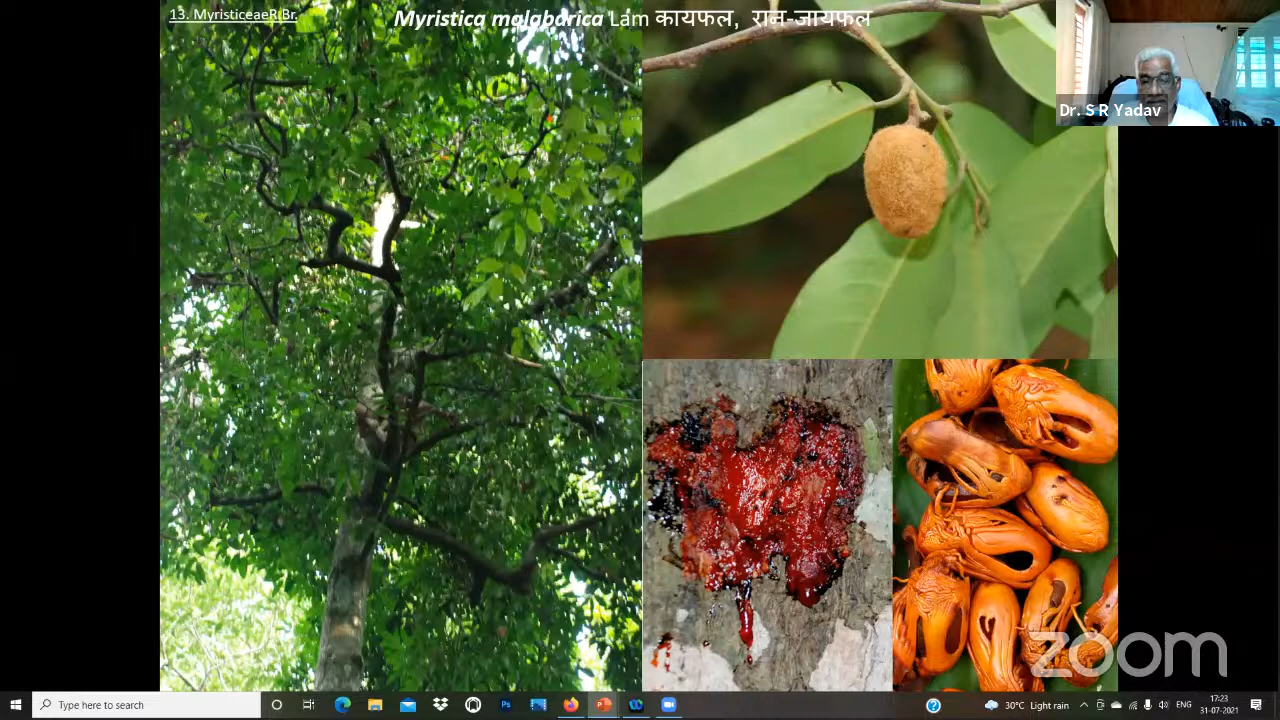 13. MyristiceaeR.Br.
Myristica malabarica Lam कायफल, रान-जायफल
Dr. S R Yadav
zoom
Type here to search
30°C Light rain
ENG
17:23
31-07-2021